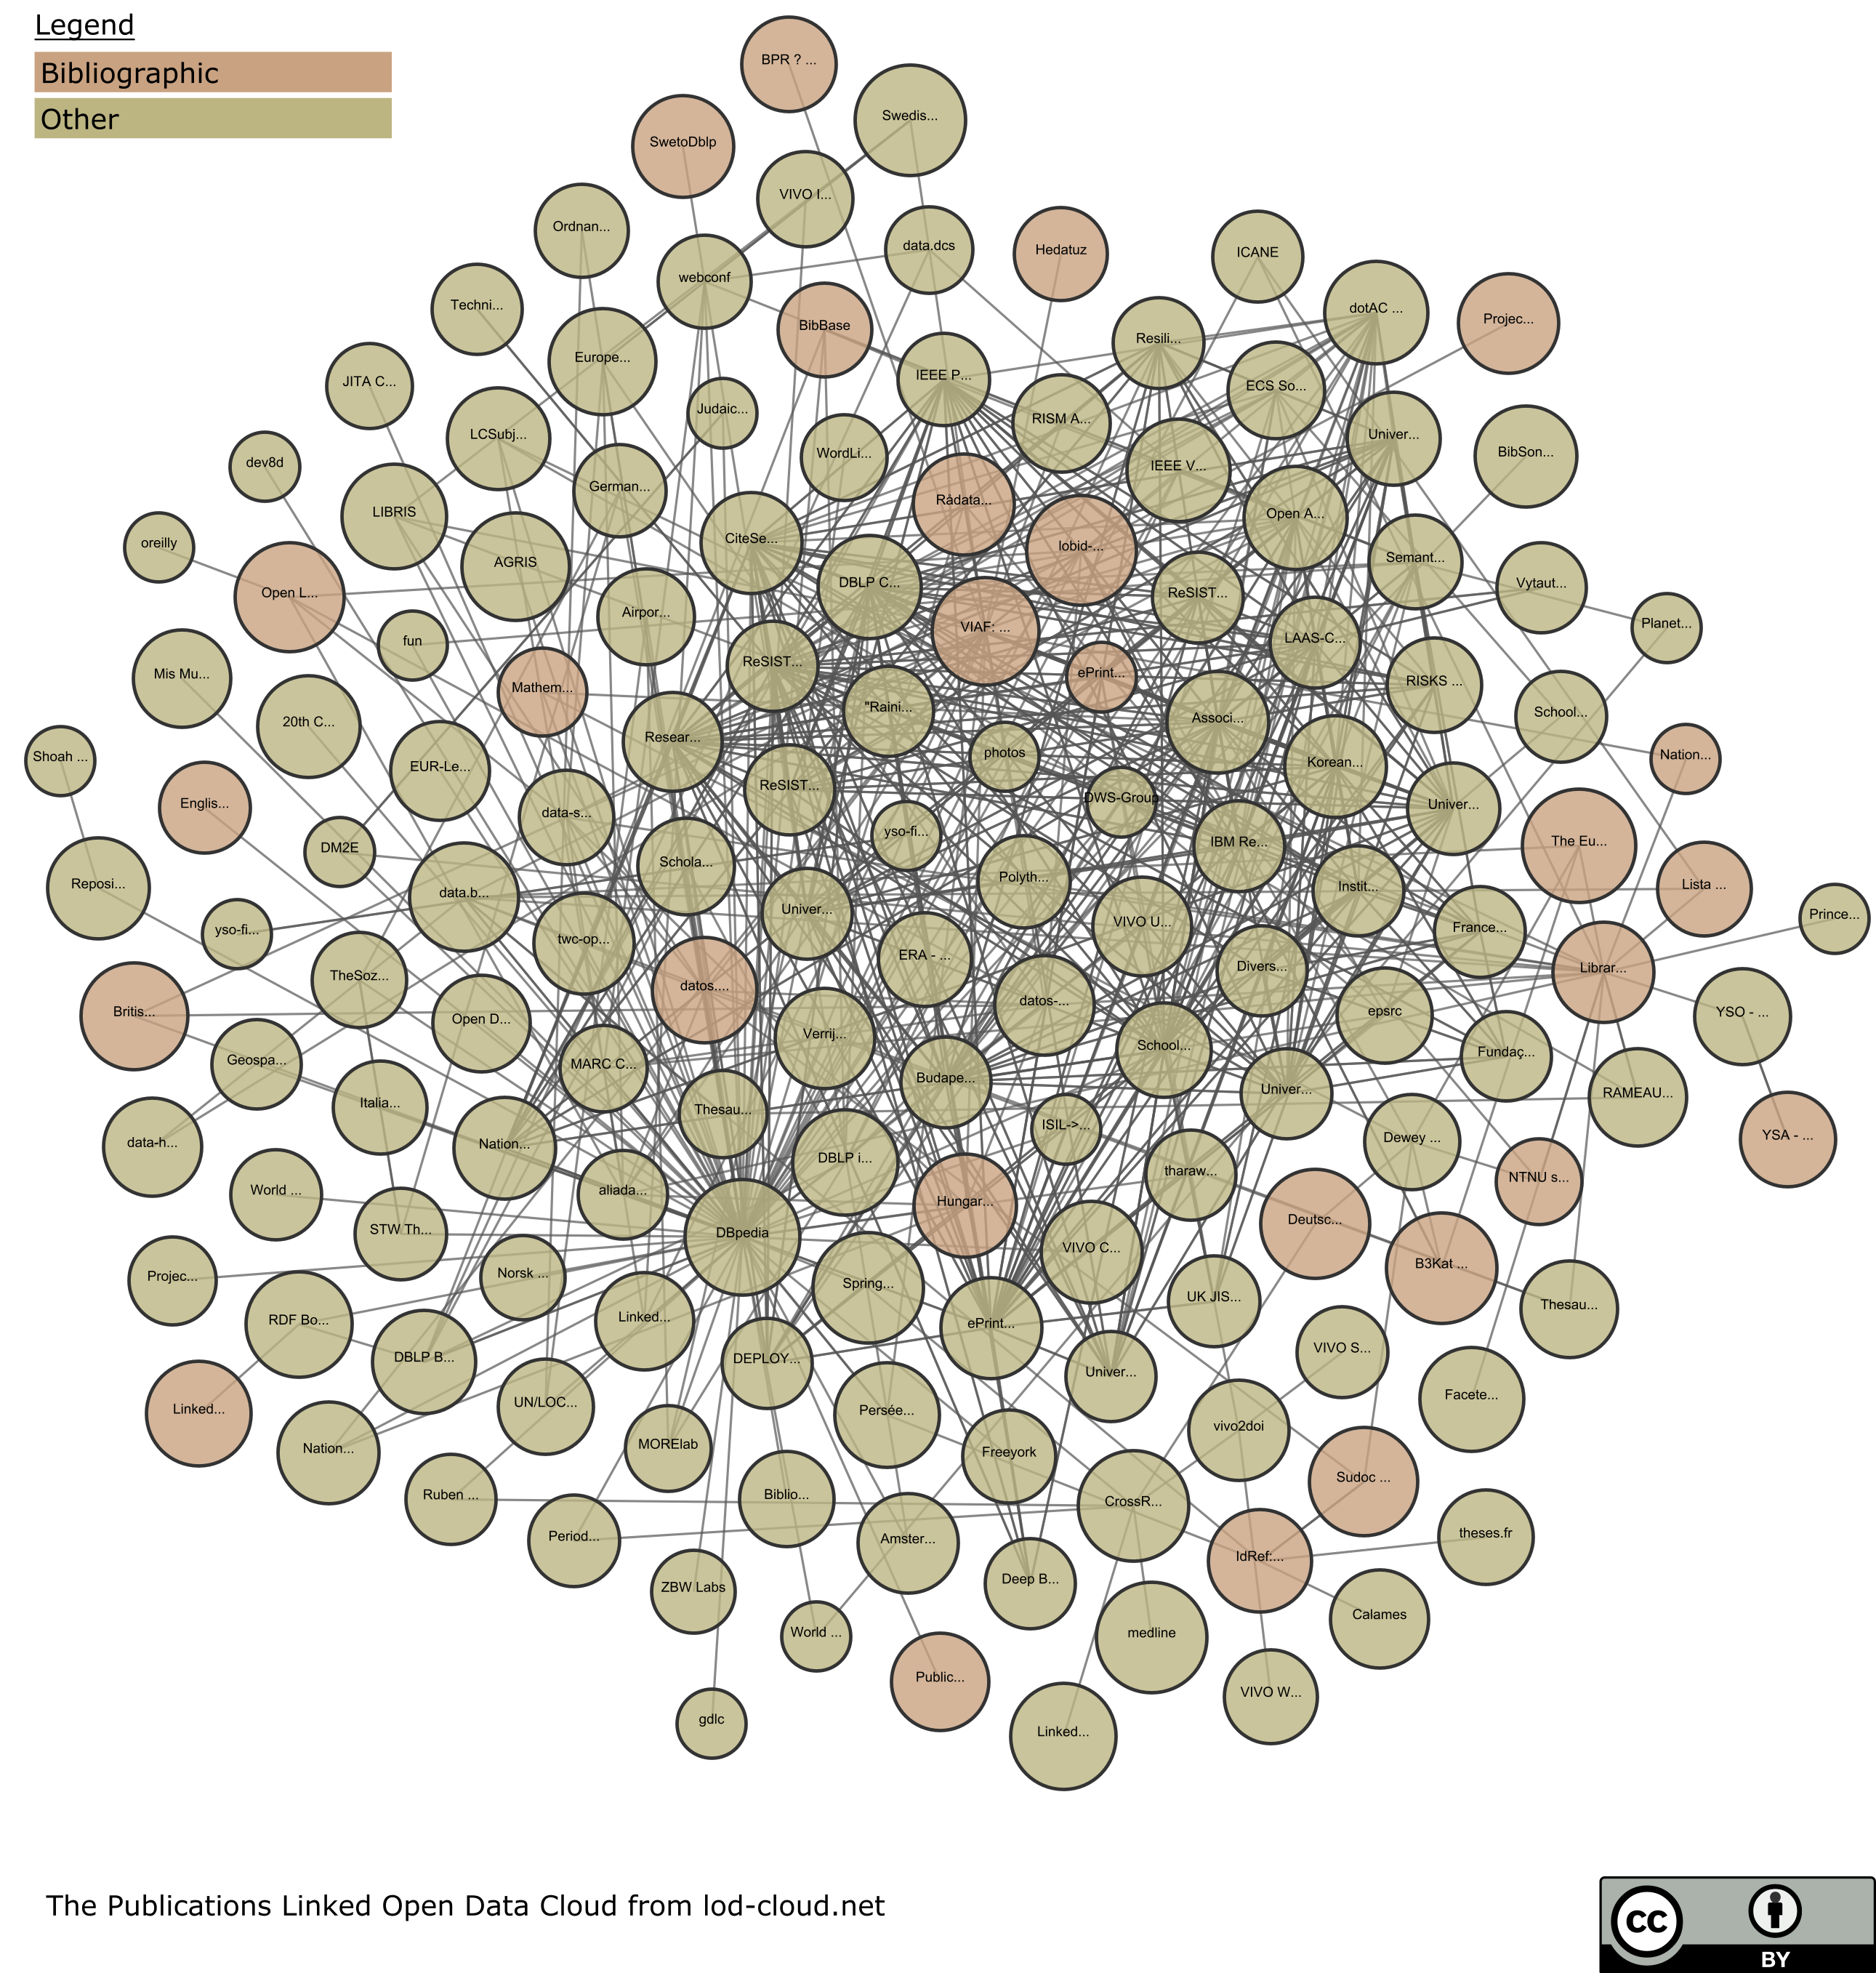 Legend
Bibliographic
Other
BPR ? ...
Swedis...
SwetoDblp
VIVO I...
Ordnan...
data.dcs
Hedatuz
ICANE
webconf
Techni...
BibBase
dotAC ...
Projec...
Resili...
Europe...
IEEE P...
JITA C...
ECS So...
Judaic...
RISM A...
LCSubj...
Univer...
WordLi...
BibSon...
dev8d
IEEE V...
German...
Rådata...
LIBRIS
Open A...
oreilly
CiteSe...
lobid-...
AGRIS
Semant...
DBLP C...
Vytaut...
Open L...
ReSIST...
Airpor...
VIAF: ...
Planet...
fun
LAAS-C...
ReSIST...
Mis Mu...
ePrint...
RISKS ...
Mathem...
"Raini...
School...
20th C...
Associ...
Resear...
photos
Nation...
Shoah ...
EUR-Le...
Korean...
ReSIST...
DWS-Group
Englis...
Univer...
data-s...
yso-fi...
The Eu...
IBM Re...
DM2E
Schola...
Polyth...
Reposi...
Instit...
Lista ...
data.b...
Univer...
Prince...
VIVO U...
yso-fi...
France...
twc-op...
ERA - ...
Divers...
Librar...
TheSoz...
datos....
datos-...
Britis...
epsrc
YSO - ...
Open D...
Verrij...
School...
Fundaç...
Geospa...
MARC C...
Budape...
Univer...
RAMEAU...
Italia...
Thesau...
ISIL->...
data-h...
Nation...
Dewey ...
YSA - ...
DBLP i...
tharaw...
NTNU s...
World ...
aliada...
Hungar...
Deutsc...
STW Th...
DBpedia
VIVO C...
B3Kat ...
Projec...
Norsk ...
Spring...
UK JIS...
Thesau...
RDF Bo...
Linked...
ePrint...
VIVO S...
DBLP B...
DEPLOY...
Univer...
Facete...
Linked...
UN/LOC...
Persée...
vivo2doi
Nation...
MORElab
Freeyork
Sudoc ...
Ruben ...
Biblio...
CrossR...
theses.fr
Period...
Amster...
IdRef:...
ZBW Labs
Deep B...
Calames
World ...
medline
Public...
VIVO W...
gdlc
Linked...
The Publications Linked Open Data Cloud from lod-cloud.net
cc
BY